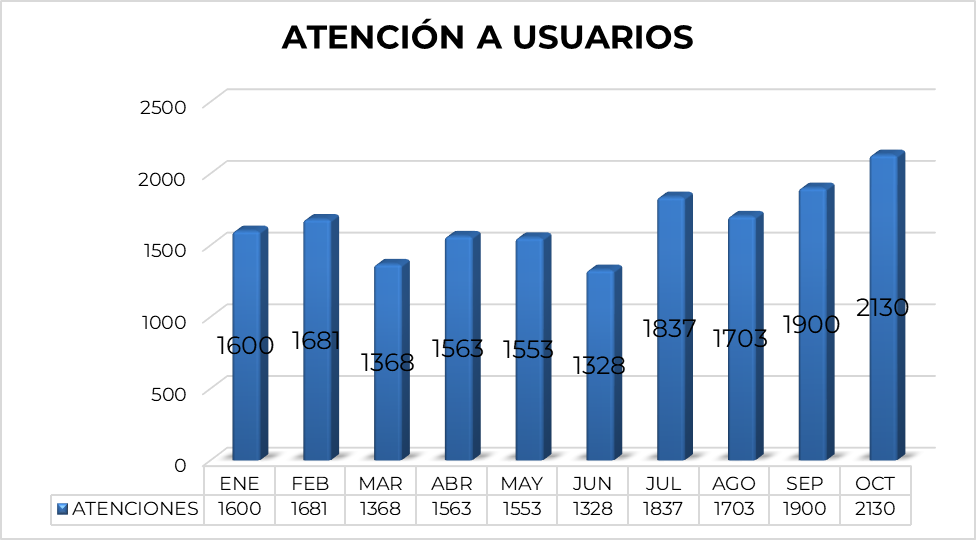 ATENCIÓN A USUARIOS
2500
2000
1500
1000
500
0
1600 1681 1368 1563 1553 1328 1837 1703 1900 2130
ENE FEB MAR ABR MAY JUN JUL AGO SEP OCT
ATENCIONES 1600 1681 1368 1563 1553 1328 1837 1703 1900 2130